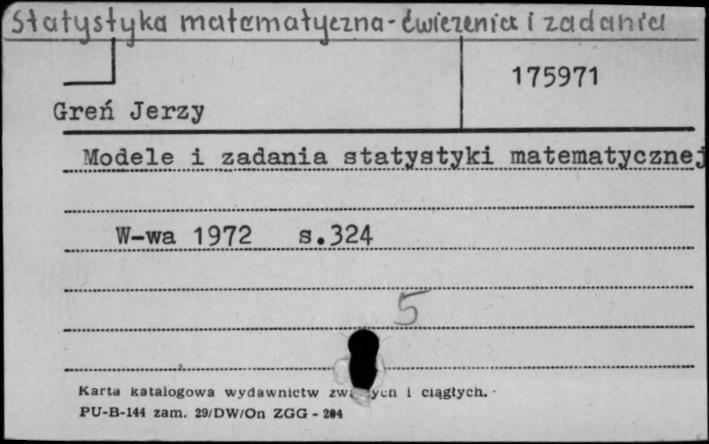 Statystyka matematyczna - ćwiczenia i zadania
175971
Greń Jerzy
Modele i zadania statystyki matematycznej
W-wa 1972 s.324
5
Karta katalogowa wydawnictw i ciągłych.
PU-B-144 zam. 29/DW/On ZGG - 204